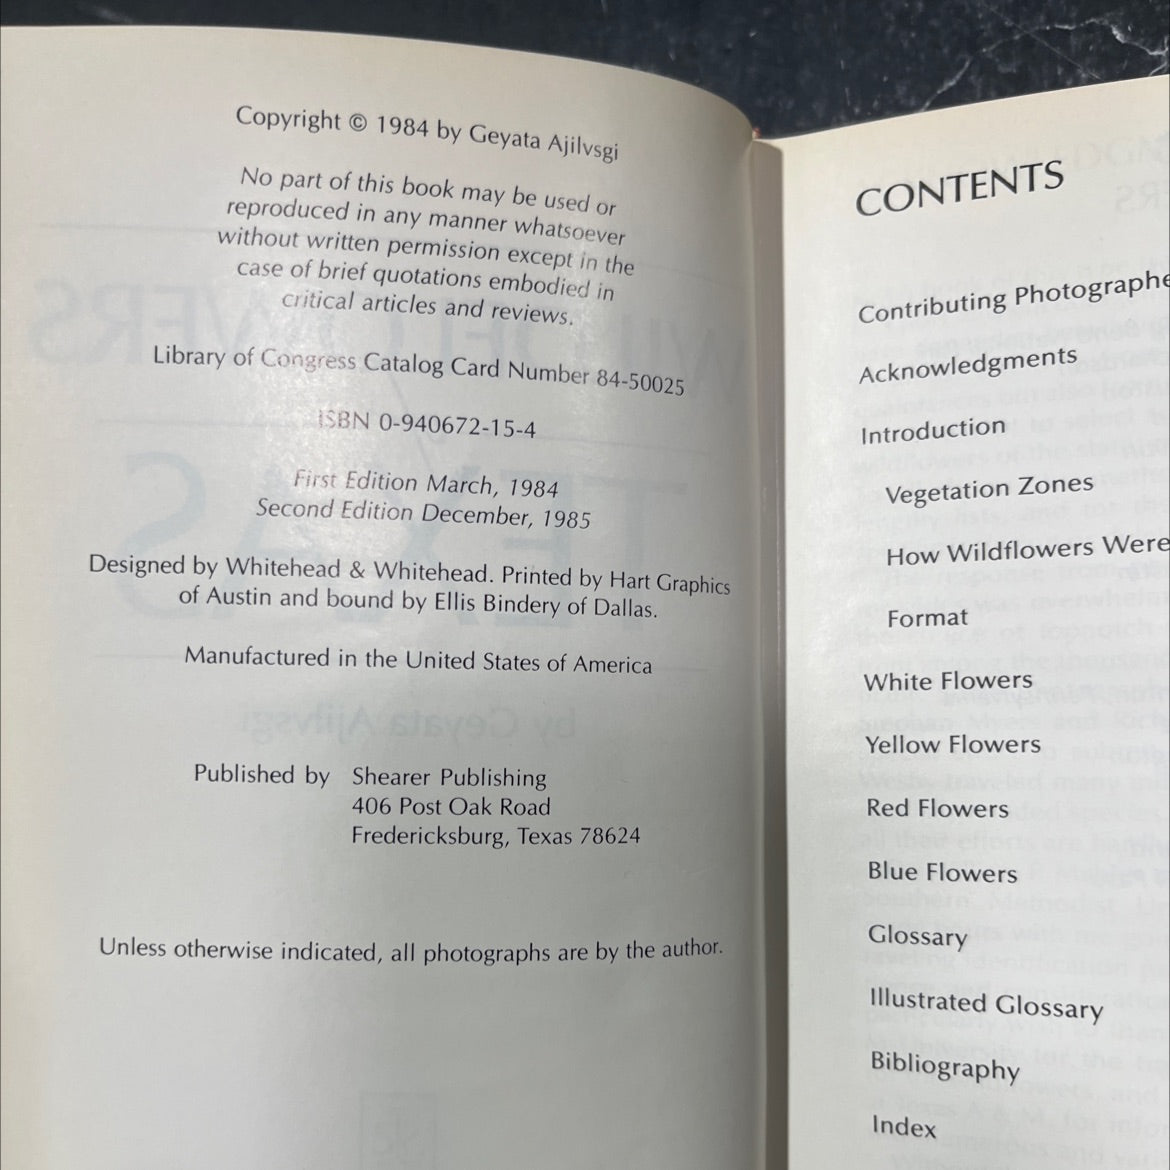 Copyright © 1984 by Geyata Ajilvsgi
No part of this book may be used or
reproduced in any manner whatsoever
without written permission except in the
case of brief quotations embodied in
critical articles and reviews.
Library of Congress Catalog Card Number 84-50025
ISBN 0-940672-15-4
First Edition March, 1984
Second Edition December, 1985
Designed by Whitehead & Whitehead. Printed by Hart Graphics
of Austin and bound by Ellis Bindery of Dallas.
Manufactured in the United States of America
Published by Shearer Publishing
406 Post Oak Road
Fredericksburg, Texas 78624
Unless otherwise indicated, all photographs are by the author.
CONTENTS
Contributing
Acknowledgments
Introduction
Vegetation Zones
How Wildflowers Were
Format
White Flowers
Yellow Flowers
Red Flowers
Blue Flowers
Glossary
Illustrated Glossary
Bibliography
Index